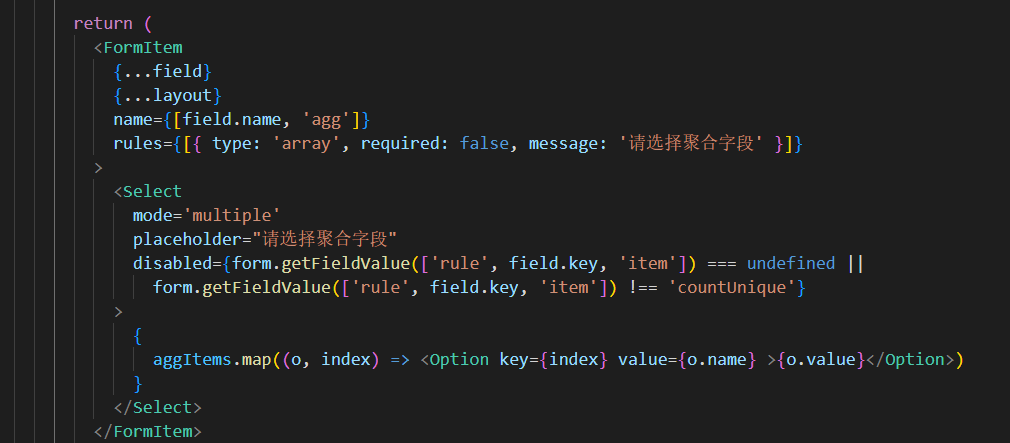 return (
<FormItem
{...field}
{...layout}
name={[field.name, 'agg']}
rules={[{ type: 'array', required: false, message: '请选择聚合字段' }]}
>
<Select
mode='multiple'
placeholder="请选择聚合字段"
disabled={form.getFieldValue(['rule', field.key, 'item']) === undefined ||
form.getFieldValue(['rule', field.key, 'item']) !== 'countUnique'}
>
{
aggItems.map((o, index) => <Option key={index} value={o.name} >{o.value}</Option>)
}
</Select>
</FormItem>